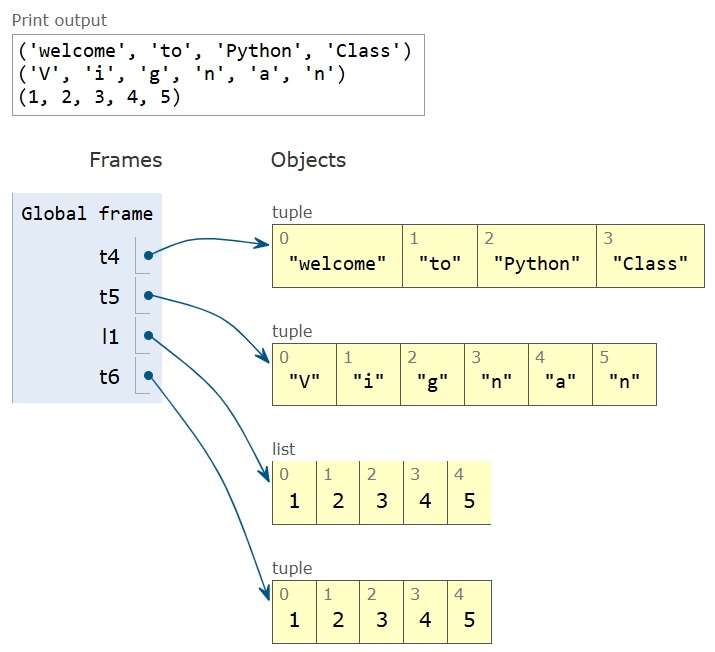 Print output
('welcome', 'to', 'Python', 'Class')
('V', 'i', 'g', 'n', 'a', 'n')
(1, 2, 3, 4, 5)
Frames Objects
Global frame
t4
t5
l1
t6
tuple
0 1 2 3
"welcome" "to" "Python" "Class"
tuple
0 1 2 3 4 5
"V" "i" "g" "n" "a" "n"
list
0 1 2 3 4
1 2 3 4 5
tuple
0 1 2 3 4
1 2 3 4 5